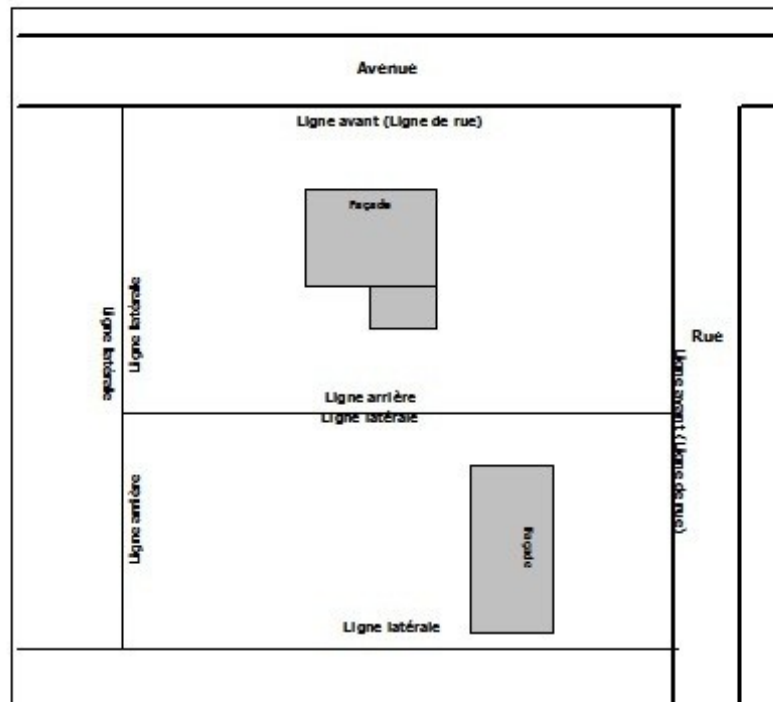 Avenue
Ligne avant (Ligne de rue)
Façade
Ligne latérale
Ligne latérale
Rue
Ligne avant (Ligne de rue)
Ligne arrière
Ligne latérale
Ligne arrière
Façade
Ligne latérale